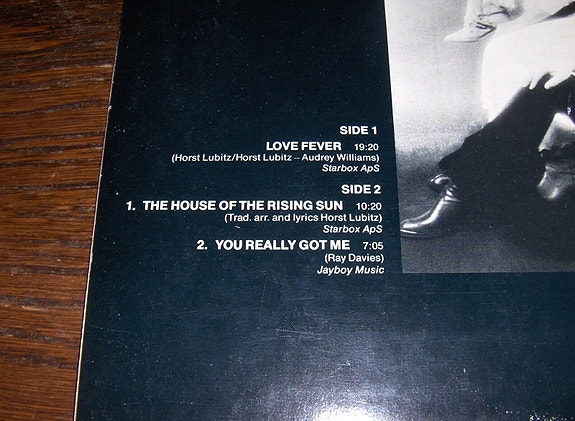 SIDE 1
LOVE FEVER 19:20
(Horst Lubitz/Horst Lubitz – Audrey Williams)
Starbox ApS
SIDE 2
1. THE HOUSE OF THE RISING SUN 10:20
(Trad. arr. and lyrics Horst Lubitz)
Starbox ApS
2. YOU REALLY GOT ME 7:05
(Ray Davies)
Jayboy Music